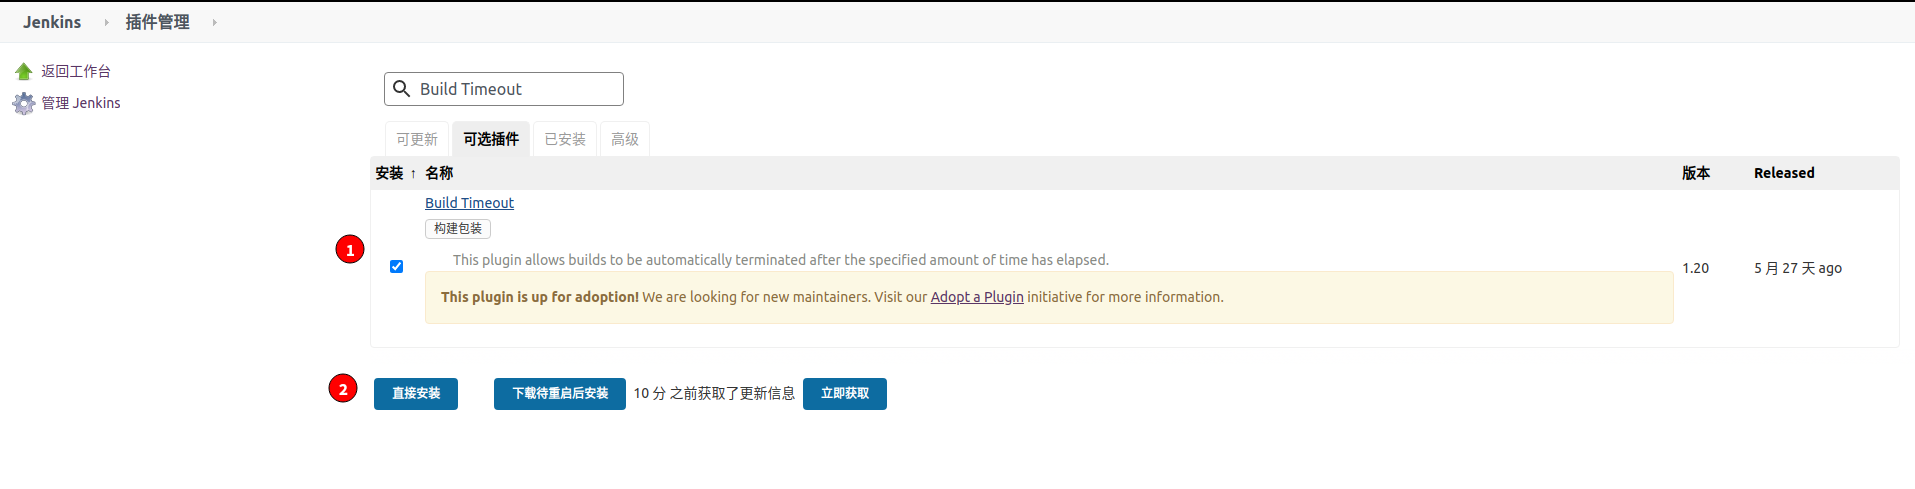 Jenkins 插件管理
返回工作台
管理 Jenkins
Build Timeout
可更新 可选插件 已安装 高级
安装 ↑ 名称 版本 Released
Build Timeout
构建包装
1
This plugin allows builds to be automatically terminated after the specified amount of time has elapsed.
1.20 5 月 27 天 ago
This plugin is up for adoption! We are looking for new maintainers. Visit our Adopt a Plugin initiative for more information.
2 直接安装 下载待重启后安装 10 分 之前获取了更新信息 立即获取